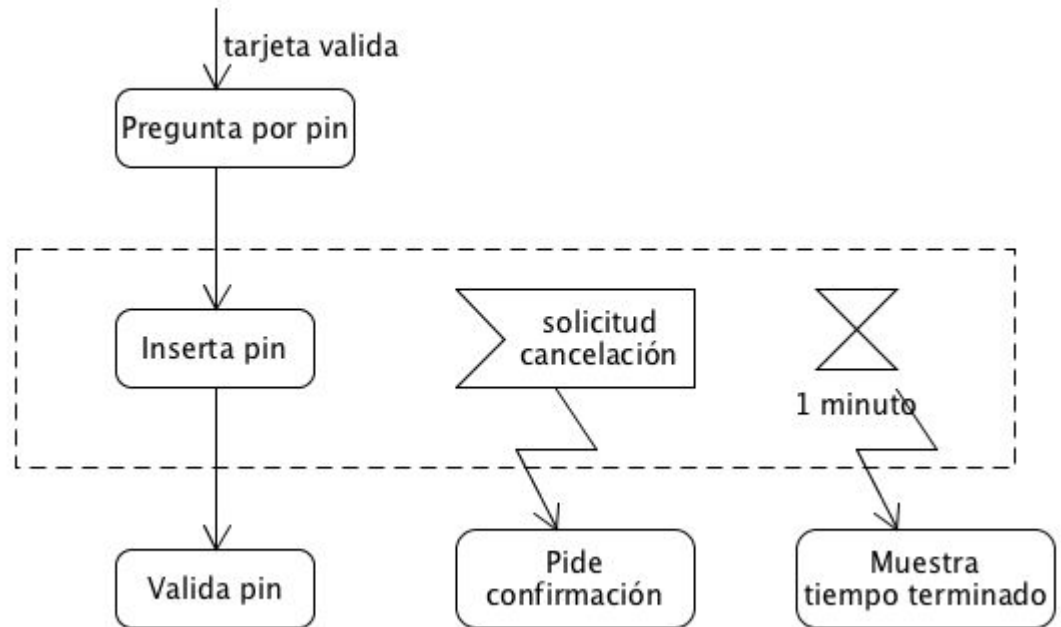 tarjeta valida
Pregunta por pin
Inserta pin
solicitud
cancelación
1 minuto
Valida pin
Pide
confirmación
Muestra
tiempo terminado